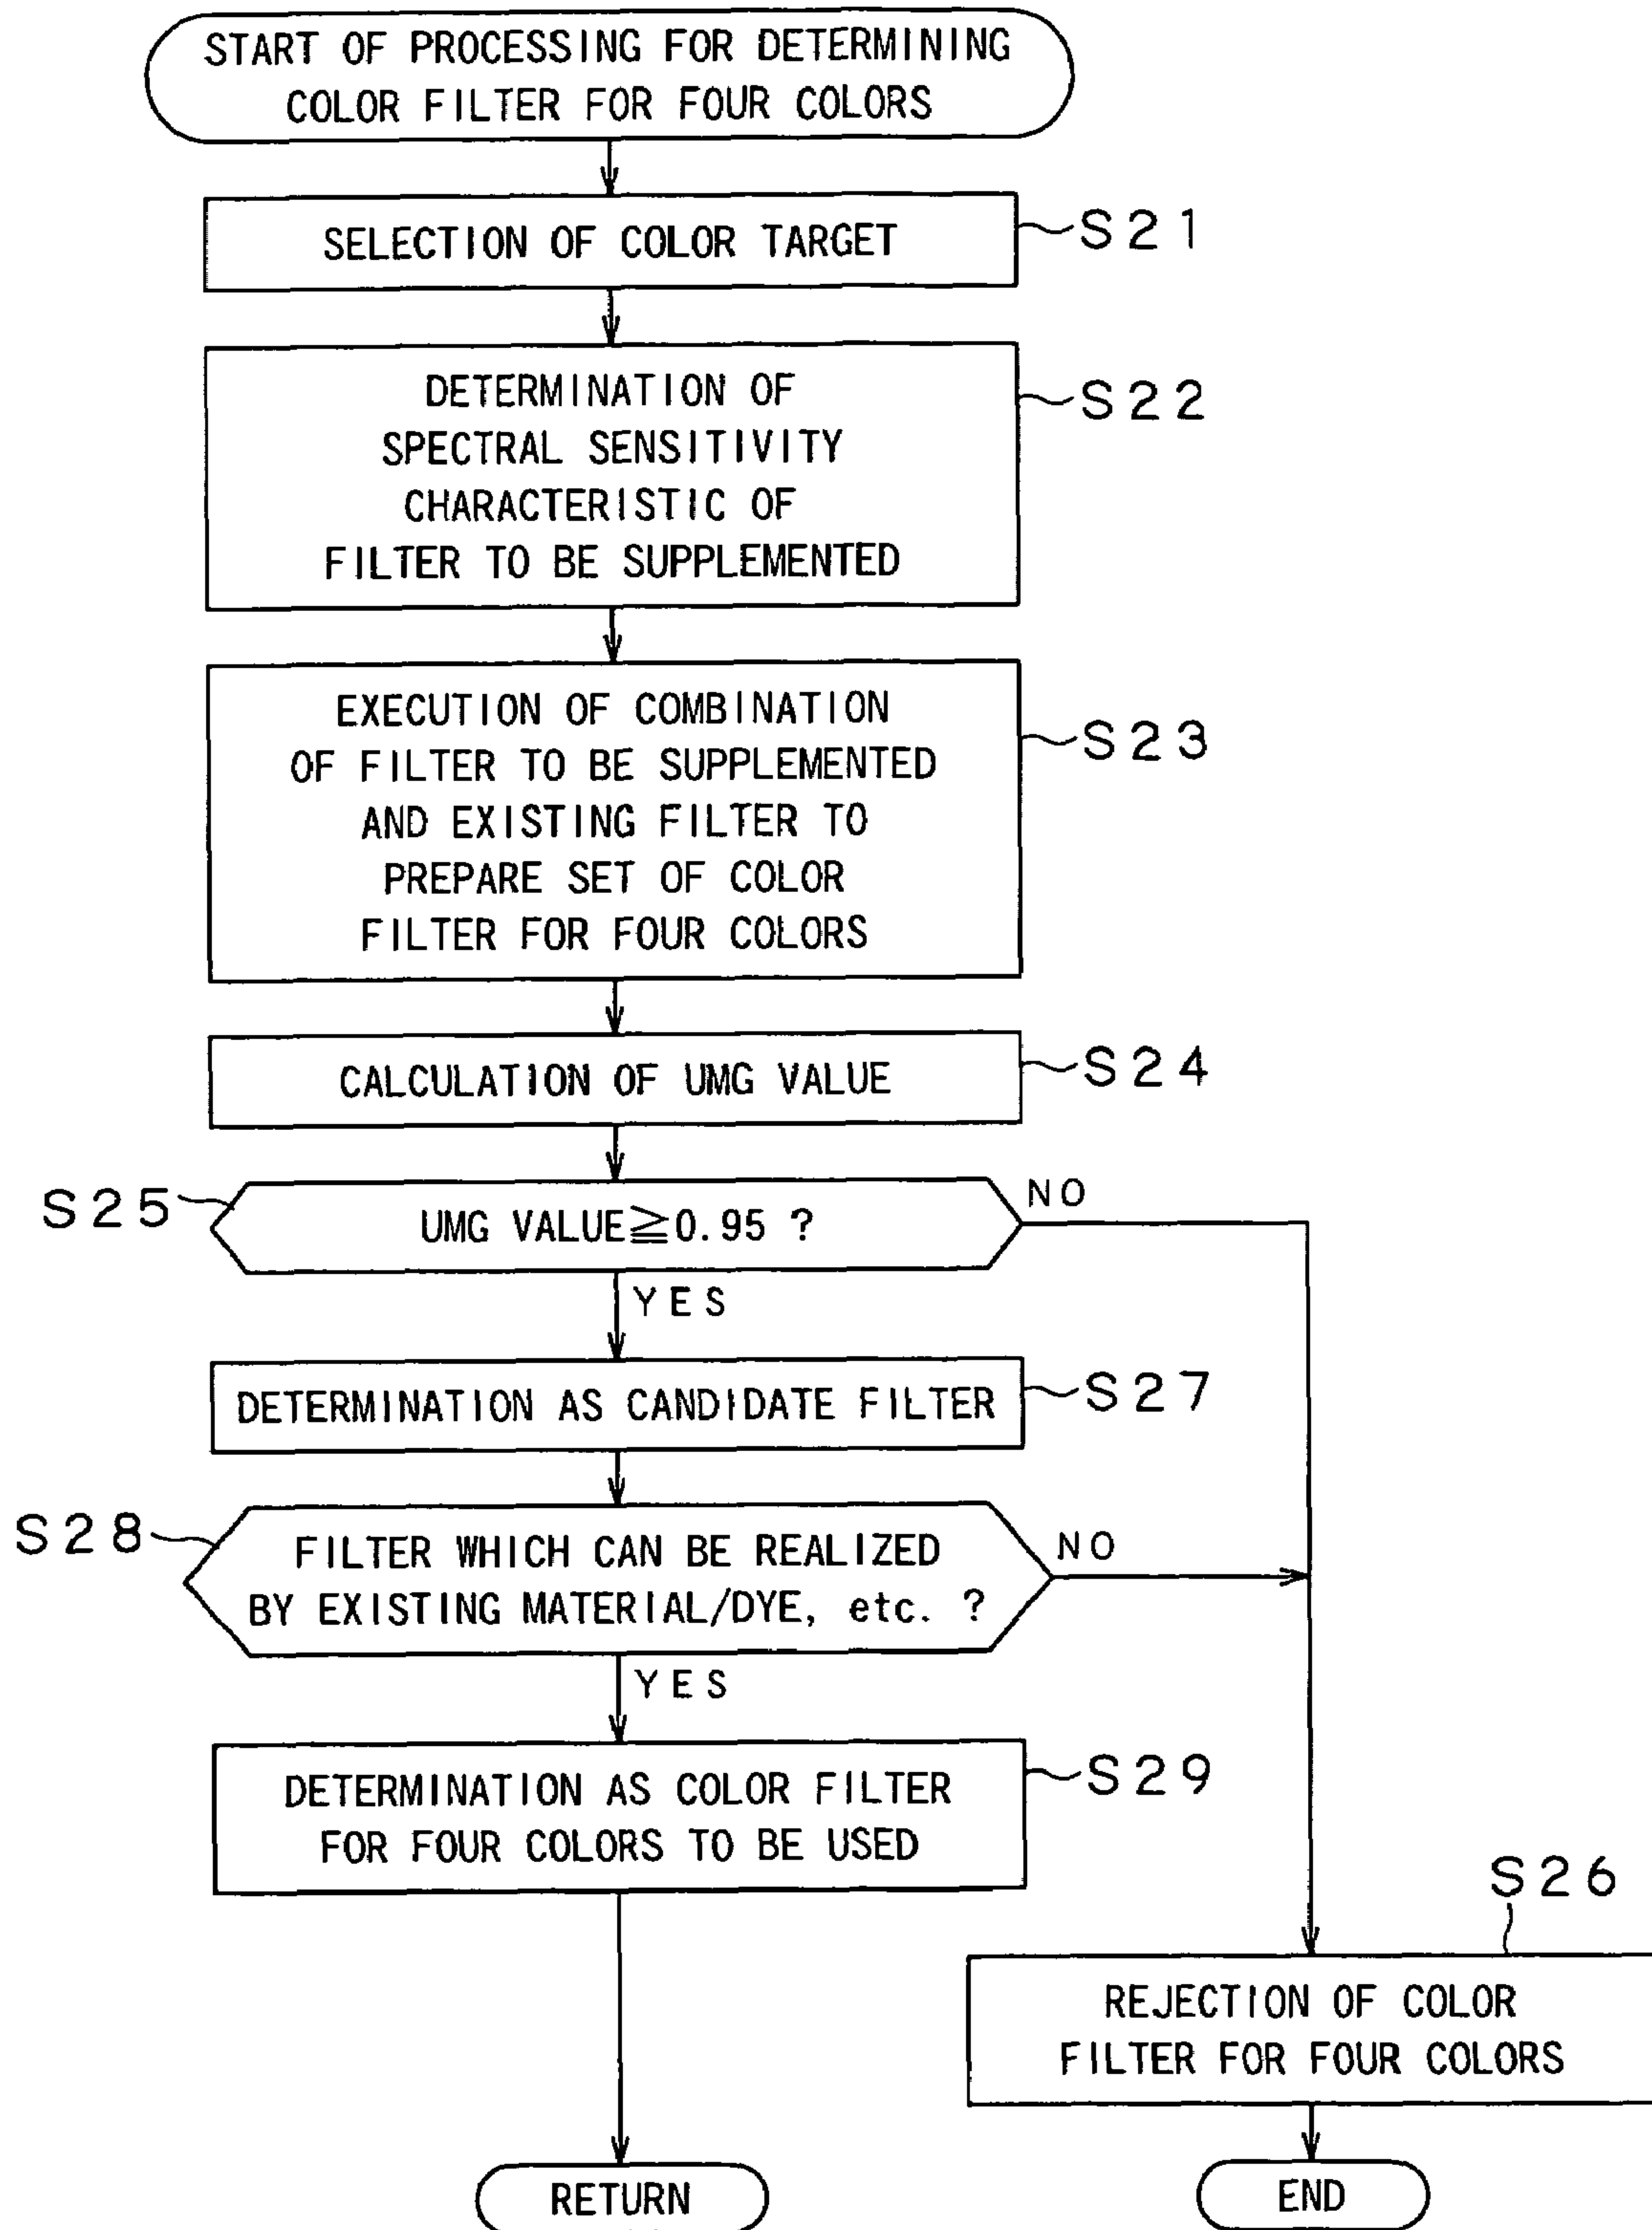 START OF PROCESSING FOR DETERMINING
COLOR FILTER FOR FOUR COLORS
SELECTION OF COLOR TARGET
S21
DETERMINATION OF
SPECTRAL SENSITIVITY
CHARACTERISTIC OF
FILTER TO BE SUPPLEMENTED
S22
EXECUTION OF COMBINATION
OF FILTER TO BE SUPPLEMENTED
AND EXISTING FILTER TO
PREPARE SET OF COLOR
FILTER FOR FOUR COLORS
S23
CALCULATION OF UMG VALUE
S24
S25
UMG VALUE≧0.95 ?
NO
YES
DETERMINATION AS CANDIDATE FILTER
S27
S28
FILTER WHICH CAN BE REALIZED
BY EXISTING MATERIAL/DYE, etc. ?
NO
YES
DETERMINATION AS COLOR FILTER
FOR FOUR COLORS TO BE USED
S29
S26
REJECTION OF COLOR
FILTER FOR FOUR COLORS
RETURN
END